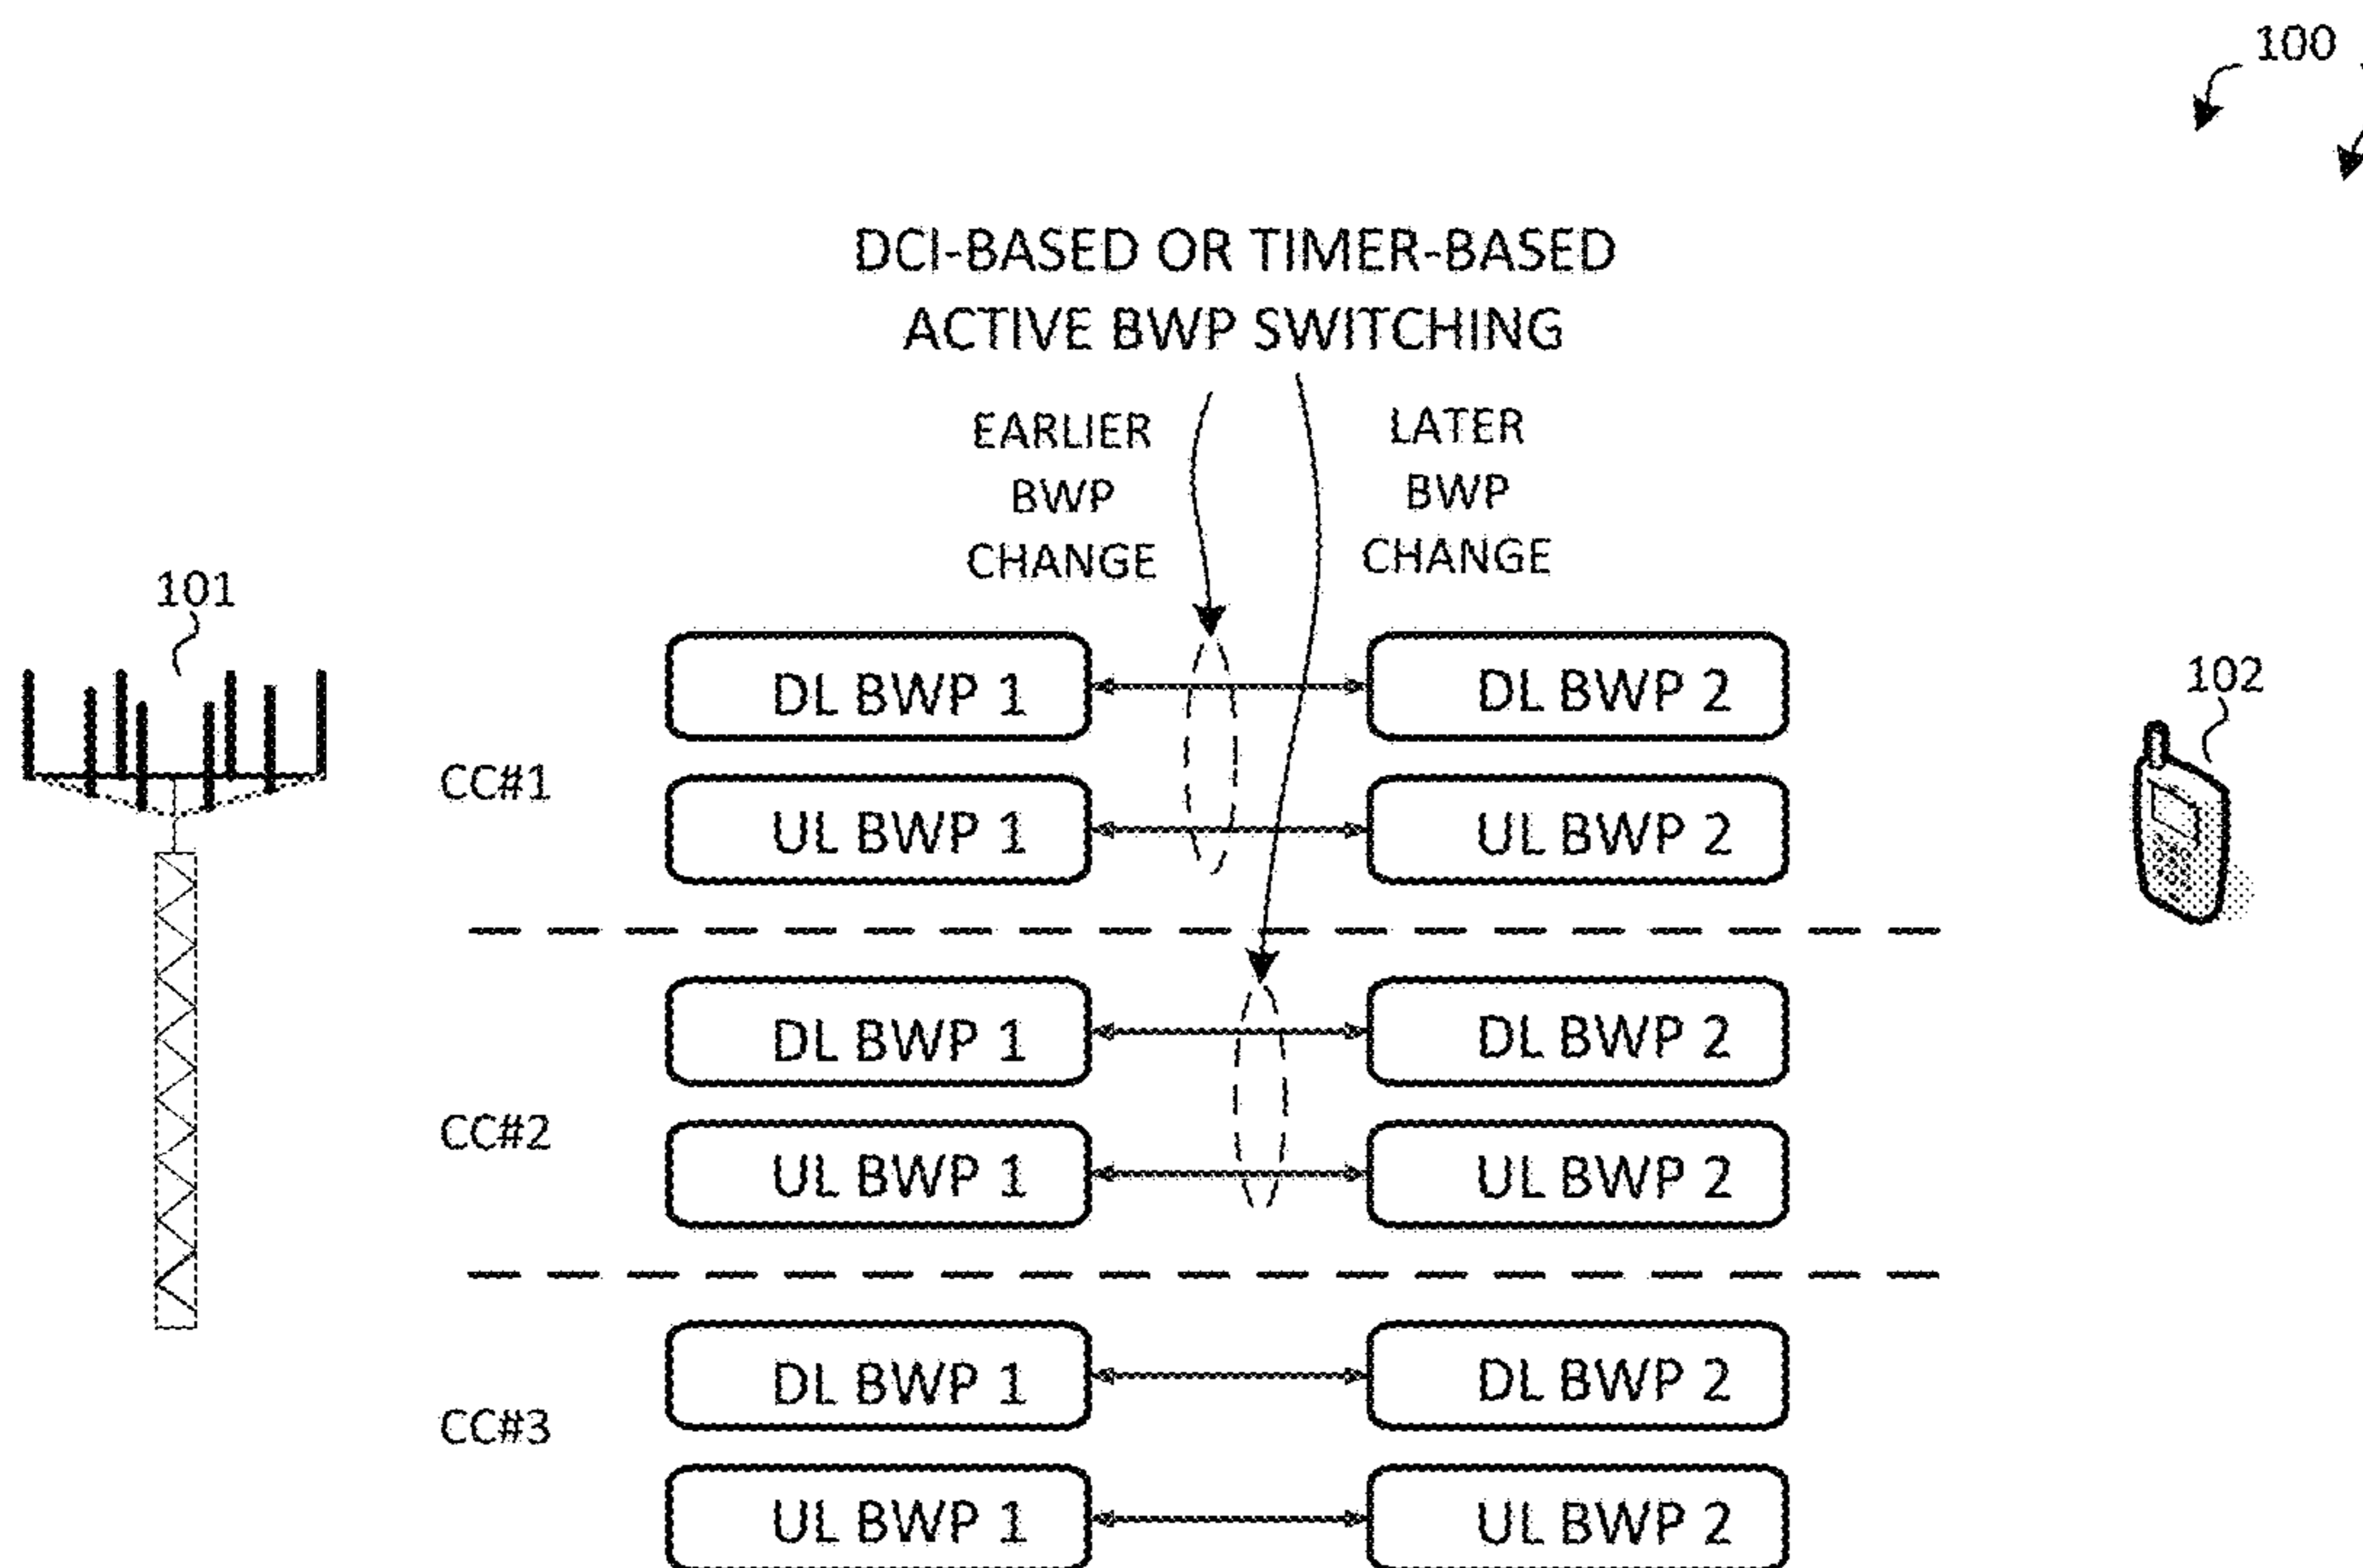 100
DCI-BASED OR TIMER-BASED
ACTIVE BWP SWITCHING
EARLIER
BWP
CHANGE
LATER
BWP
CHANGE
101
102
CC#1
DL BWP 1
DL BWP 2
UL BWP 1
UL BWP 2
CC#2
DL BWP 1
DL BWP 2
UL BWP 1
UL BWP 2
CC#3
DL BWP 1
DL BWP 2
UL BWP 1
UL BWP 2